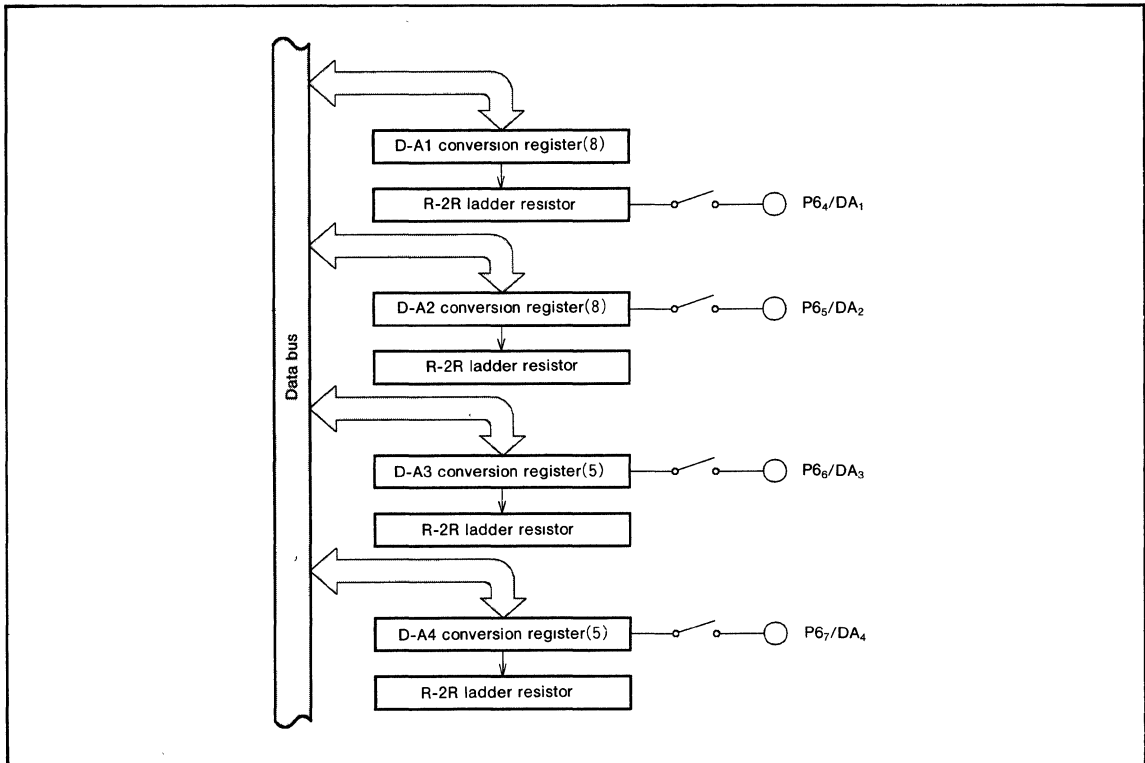 D-A1 conversion register(8)
R-2R ladder resistor
P6₄/DA₁
D-A2 conversion register(8)
P6₅/DA₂
R-2R ladder resistor
Data bus
D-A3 conversion register(5)
P6₆/DA₃
R-2R ladder resistor
D-A4 conversion register(5)
P6₇/DA₄
R-2R ladder resistor